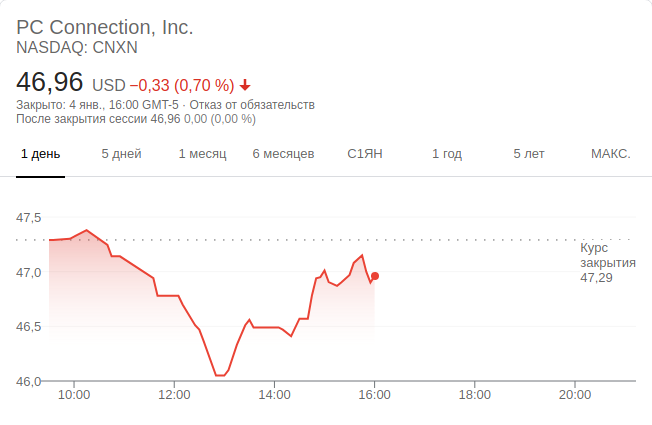 PC Connection, Inc.
NASDAQ: CNXN
46,96 USD −0,33 (0,70 %)
Закрыто: 4 янв., 16:00 GMT-5 · Отказ от обязательств
После закрытия сессии 46,96 0,00 (0,00 %)
1 день 5 дней 1 месяц 6 месяцев С1ЯН 1 год 5 лет МАКС.
47,5
Курс
закрытия
47,29
47,0
46,5
46,0
10:00 12:00 14:00 16:00 18:00 20:00